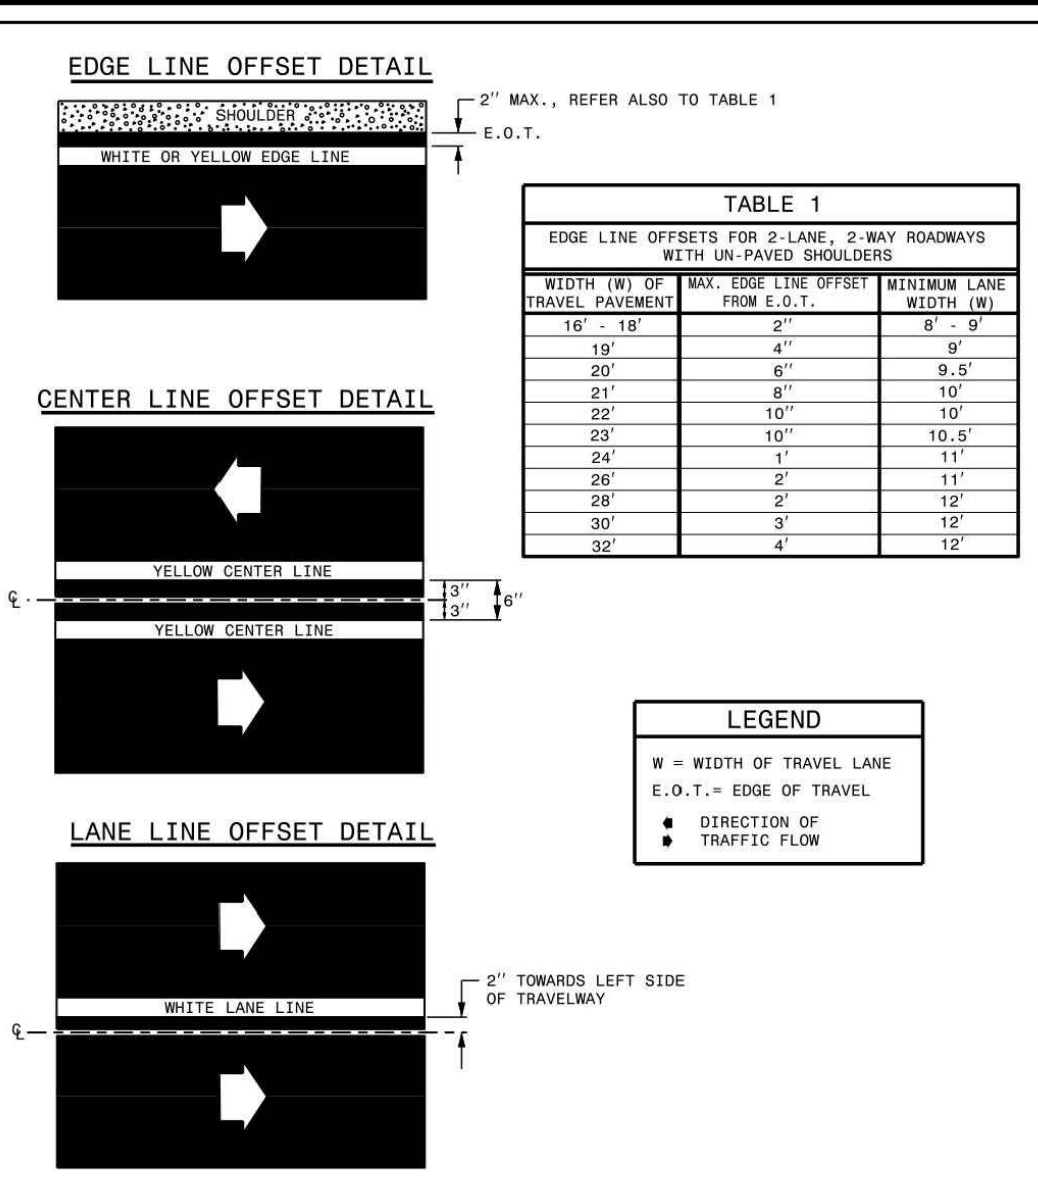 EDGE LINE OFFSET DETAIL
SHOULDER
2'' MAX., REFER ALSO TO TABLE 1
E.O.T.
WHITE OR YELLOW EDGE LINE
TABLE 1
EDGE LINE OFFSETS FOR 2-LANE, 2-WAY ROADWAYS
WITH UN-PAVED SHOULDERS
WIDTH (W) OF TRAVEL PAVEMENT MAX. EDGE LINE OFFSET FROM E.O.T. MINIMUM LANE WIDTH (W)
16' - 18' 2'' 8' - 9'
19' 4'' 9'
20' 6'' 9.5'
21' 8'' 10'
22' 10'' 10'
23' 10'' 10.5'
24' 1' 11'
26' 2' 11'
28' 2' 12'
30' 3' 12'
32' 4' 12'
CENTER LINE OFFSET DETAIL
YELLOW CENTER LINE
℄
3''
3''
6''
YELLOW CENTER LINE
LEGEND
W = WIDTH OF TRAVEL LANE
E.O.T.= EDGE OF TRAVEL
DIRECTION OF
TRAFFIC FLOW
LANE LINE OFFSET DETAIL
2'' TOWARDS LEFT SIDE
OF TRAVELWAY
WHITE LANE LINE
℄